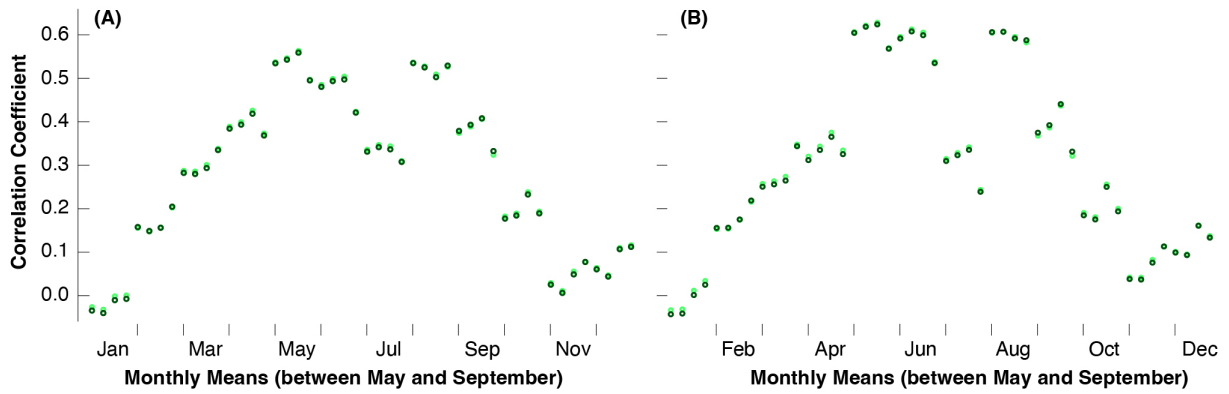 (A)
(B)
Correlation Coefficient
0.6
0.5
0.4
0.3
0.2
0.1
0.0
Jan Mar May Jul Sep Nov
Feb Apr Jun Aug Oct Dec
Monthly Means (between May and September)
Monthly Means (between May and September)